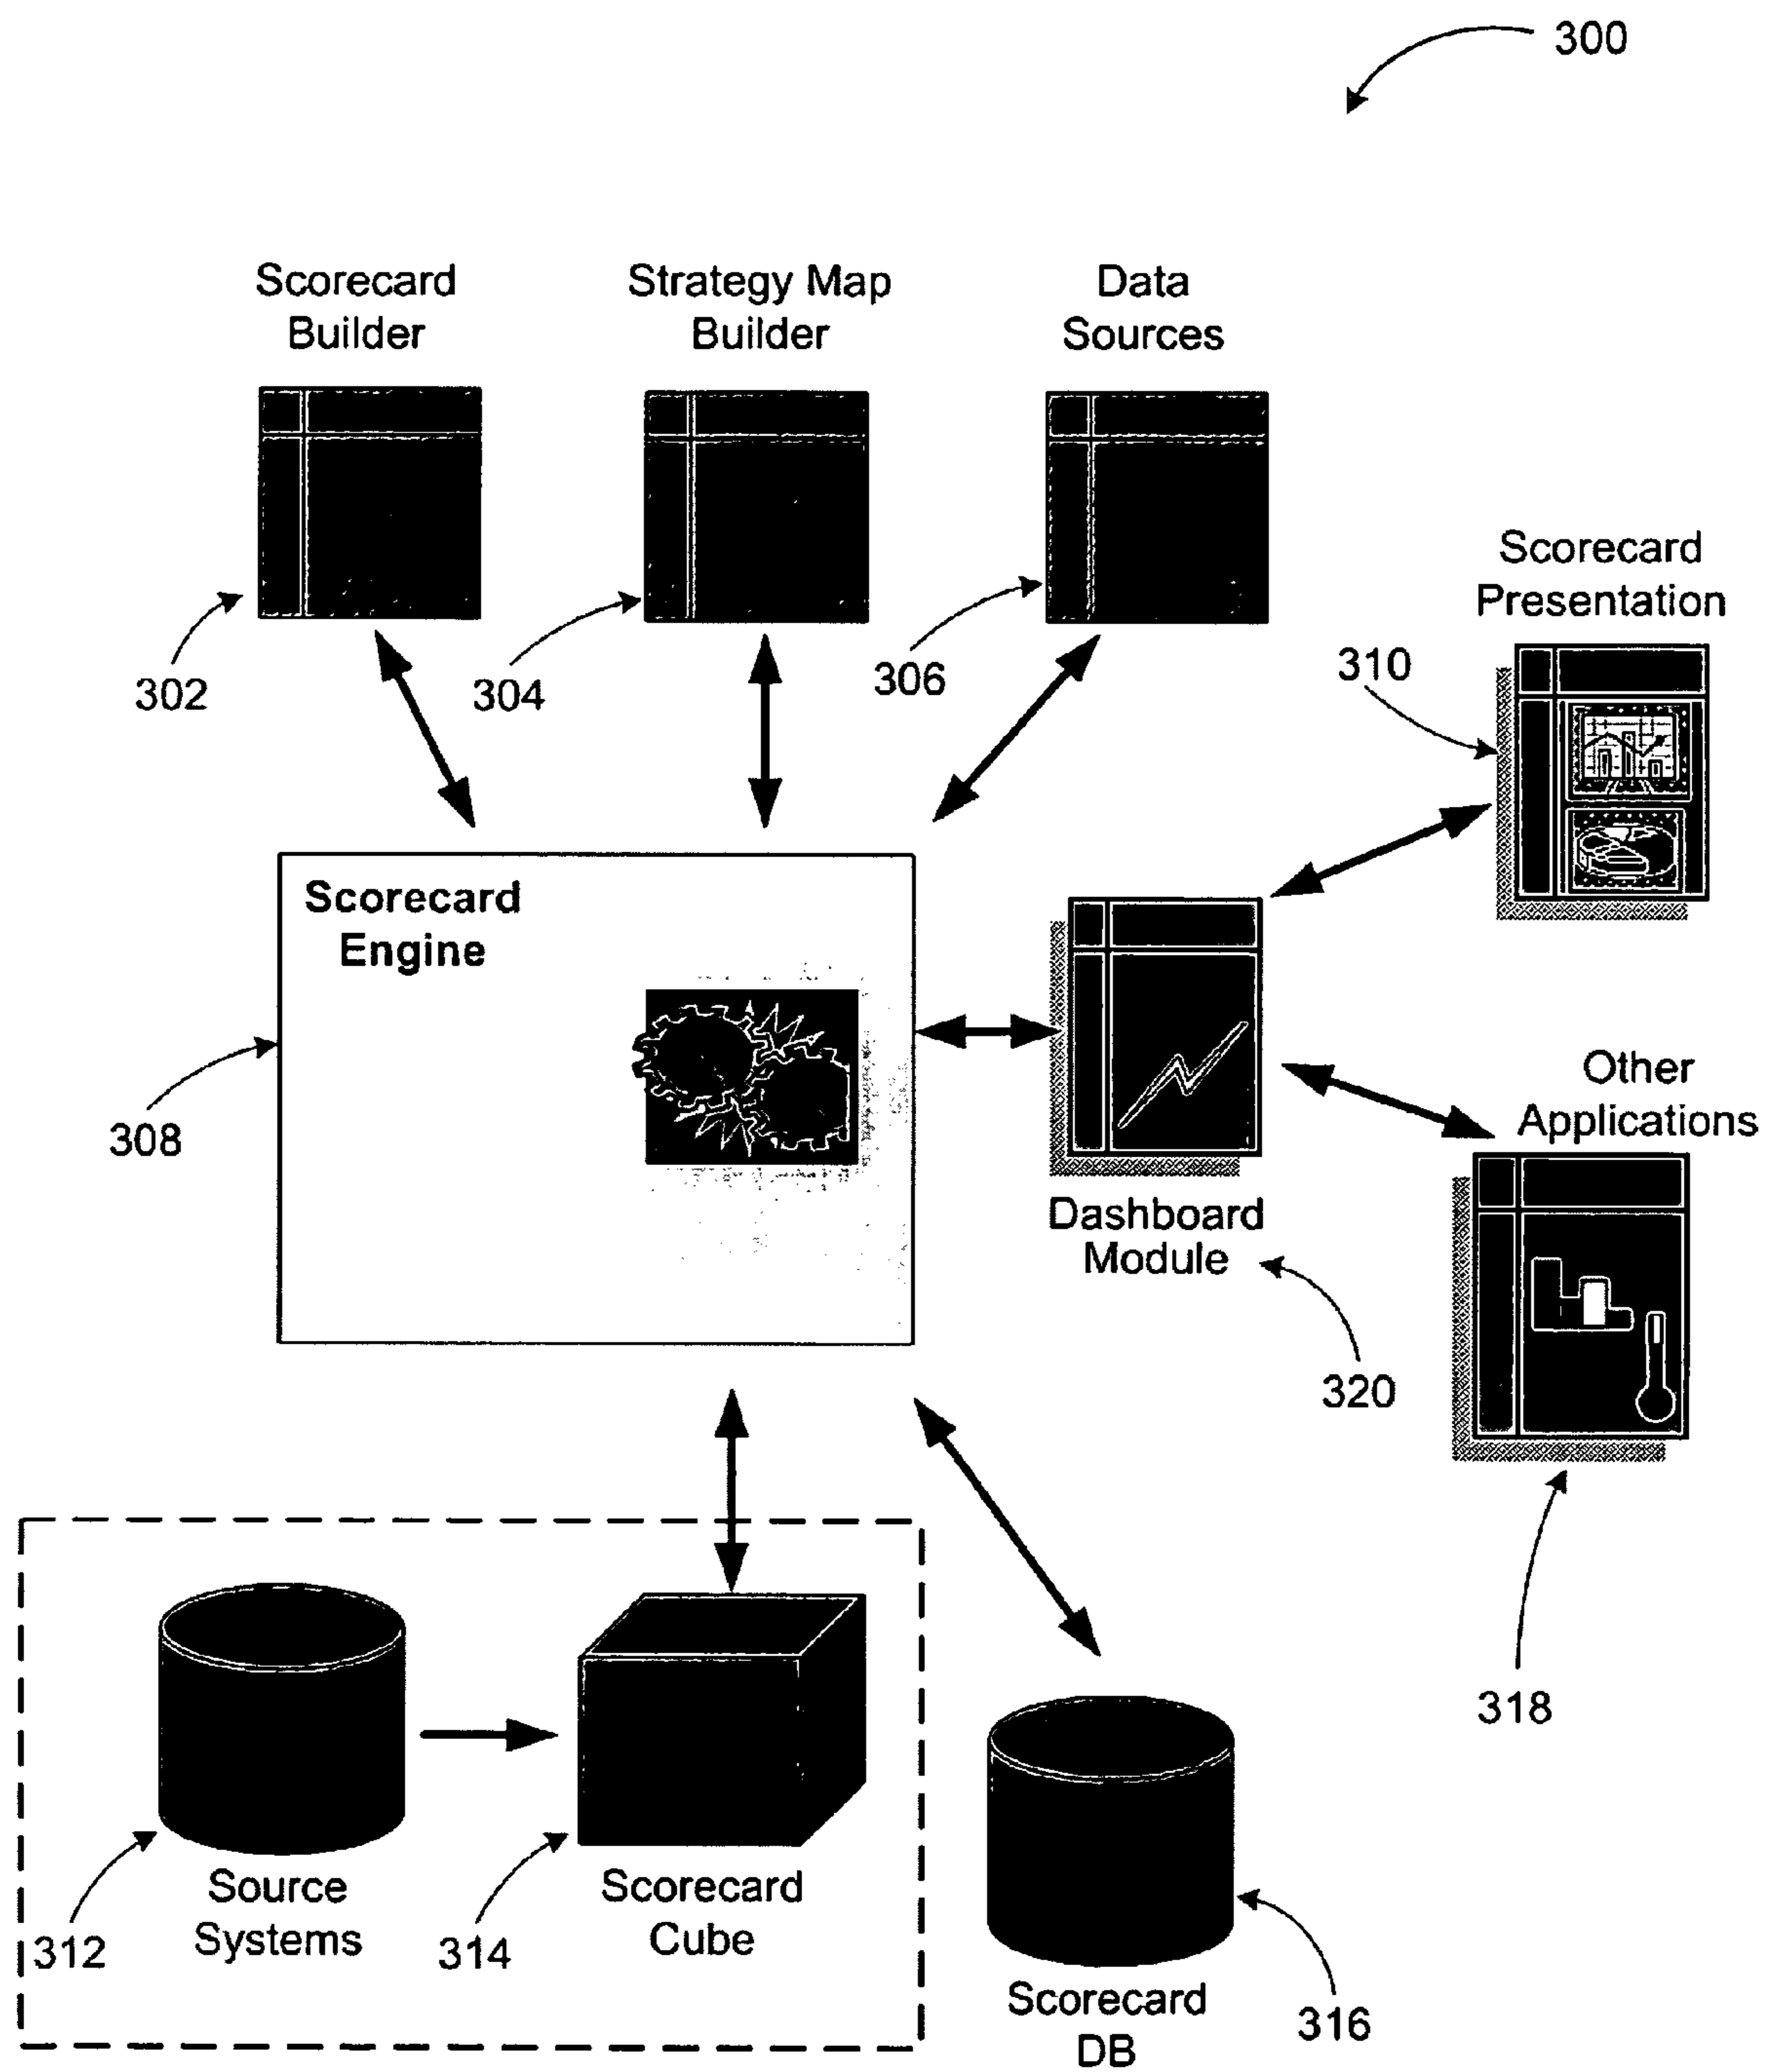 300
Scorecard
Builder
Strategy Map
Builder
Data
Sources
302
304
306
Scorecard
Presentation
310
Scorecard
Engine
308
Dashboard
Module
320
Other
Applications
318
Source
Systems
312
Scorecard
Cube
314
Scorecard
DB
316